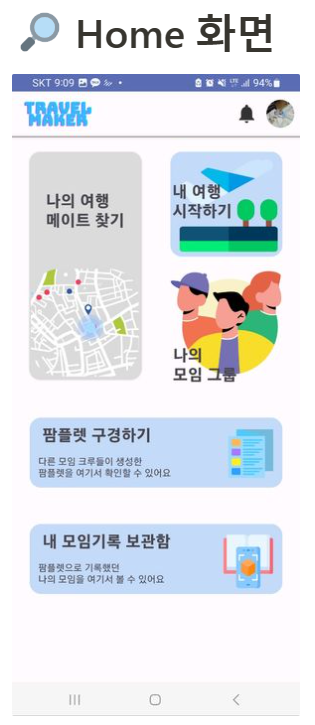 Home 화면
SKT 9:09 94%
TRAVEL
MAKER
나의 여행
메이트 찾기
내 여행
시작하기
나의
모임 그룹
팜플렛 구경하기
다른 모임 크루들이 생성한
팜플렛을 여기서 확인할 수 있어요
내 모임기록 보관함
팜플렛으로 기록했던
나의 모임을 여기서 볼 수 있어요